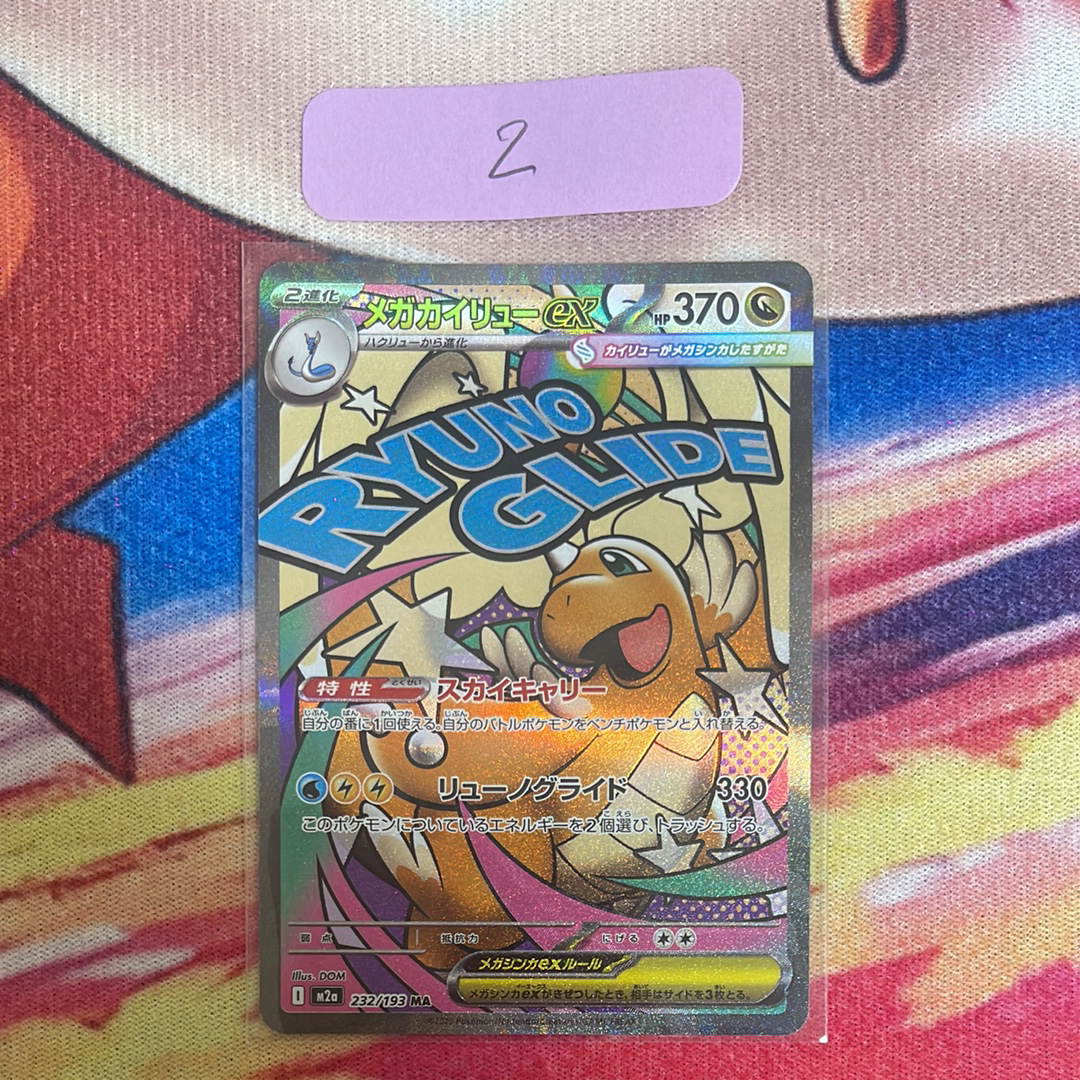 2
2進化
メガカイリューex HP370
ハクリューから進化
カイリューがメガシンカしたすがた
RYUNO
GLIDE
特性 とくせい スカイキャリー
自分の番に1回使える。自分のバトルポケモンをベンチポケモンと入れ替える。
リューノグライド 330
このポケモンについているエネルギーを2個選び、トラッシュする。
弱点 抵抗力 にげる
メガシンカexルール
メガシンカexがきぜつしたとき、相手はサイドを3枚とる。
Illus. DOM
I m2a 232/193 MA